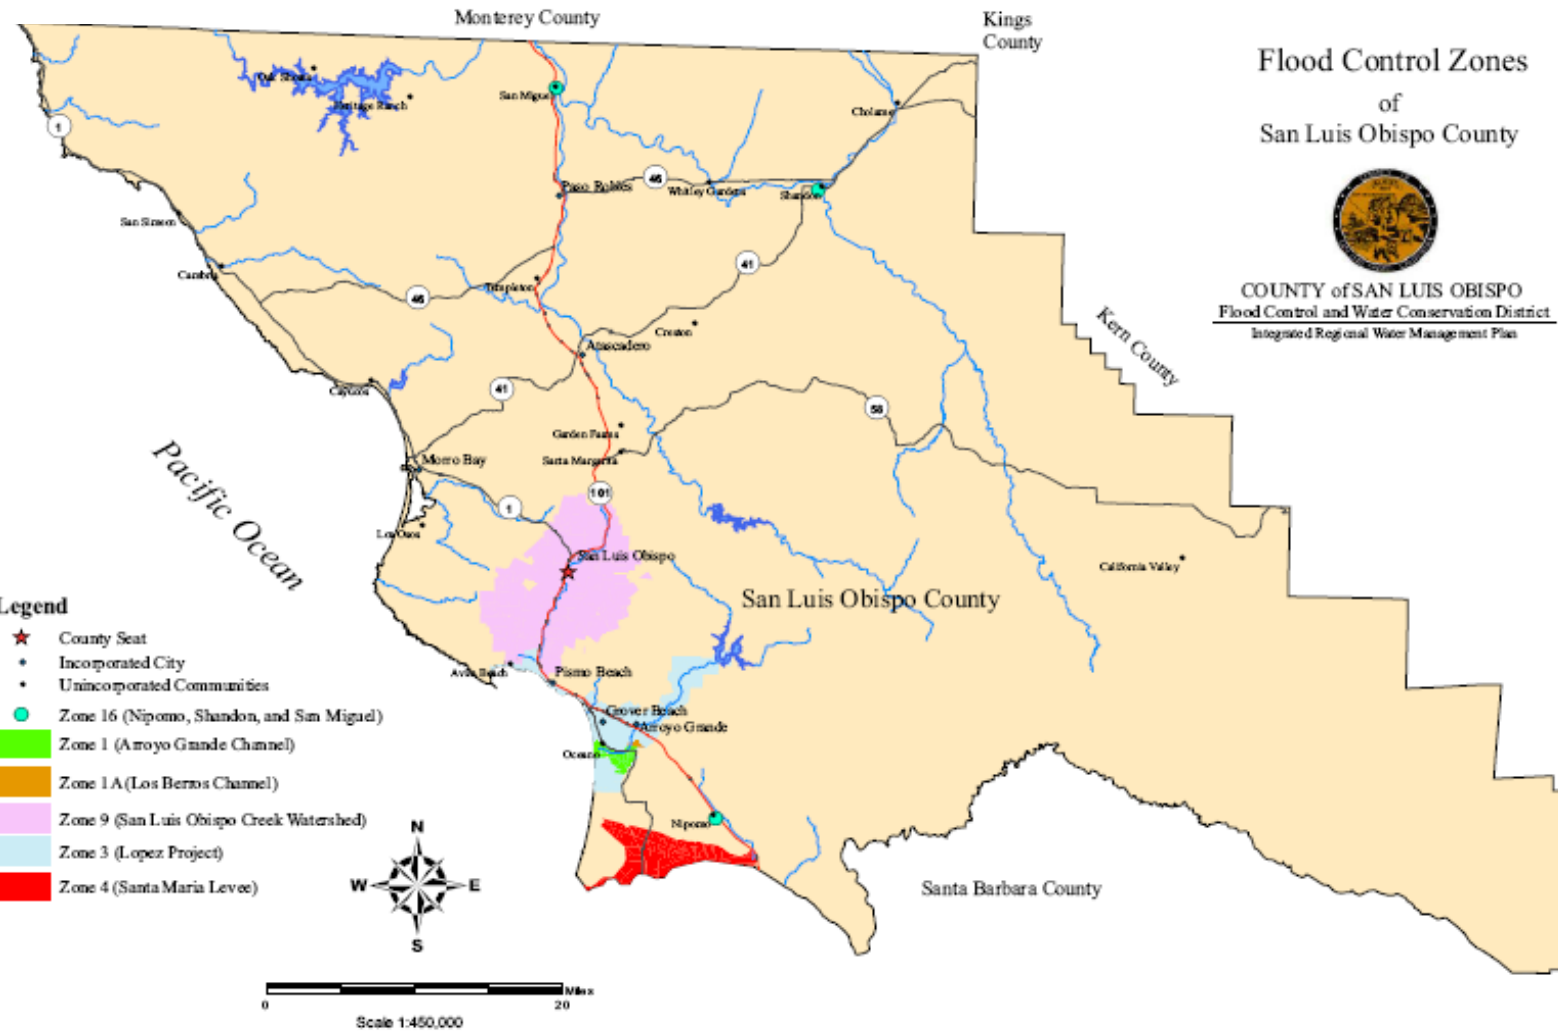 Monterey County
Kings
County
Flood Control Zones
of
San Luis Obispo County
COUNTY of SAN LUIS OBISPO
Flood Control and Water Conservation District
Integrated Regional Water Management Plan
Oak Shores
Heritage Ranch
San Miguel
Cholame
1
Paso Robles
46
Whitley Gardens
Shandon
San Simeon
Cambria
41
46
Templeton
Creston
Atascadero
Kern County
Cayucos
41
58
Garden Farms
Santa Margarita
Morro Bay
101
1
Los Osos
San Luis Obispo
California Valley
Pacific Ocean
San Luis Obispo County
Avila Beach
Pismo Beach
Grover Beach
Arroyo Grande
Oceano
Nipomo
Santa Barbara County
Legend
County Seat
Incorporated City
Unincorporated Communities
Zone 16 (Nipomo, Shandon, and San Miguel)
Zone 1 (Arroyo Grande Channel)
Zone 1A (Los Berros Channel)
Zone 9 (San Luis Obispo Creek Watershed)
Zone 3 (Lopez Project)
Zone 4 (Santa Maria Levee)
N
W E
S
Miles
0 20
Scale 1:450,000